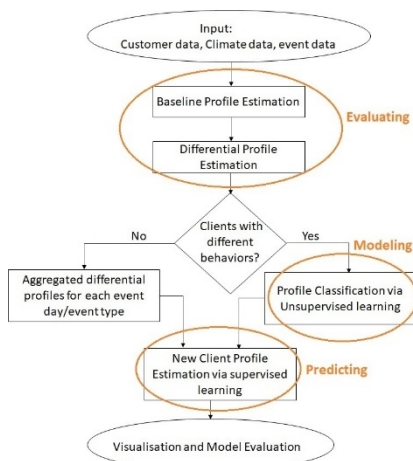 Input:
Customer data, Climate data, event data
Baseline Profile Estimation
Evaluating
Differential Profile
Estimation
Clients with
different
behaviors?
No
Yes
Modeling
Aggregated differential
profiles for each event
day/event type
Profile Classification via
Unsupervised learning
New Client Profile
Estimation via supervised
learning
Predicting
Visualisation and Model Evaluation